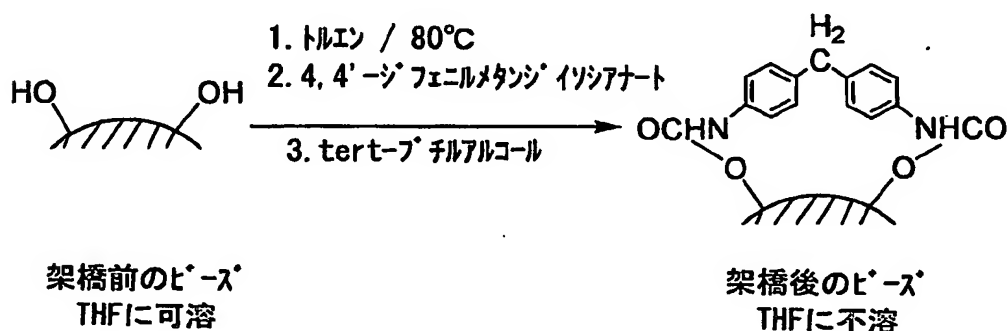 1. トルエン / 80℃
2. 4, 4'-ジフェニルメタンジイソシアナート
3. tert-ブチルアルコール
HO
OH
H2
C
OCHN
NHCO
O
O
架橋前のビーズ
THFに可溶
架橋後のビーズ
THFに不溶